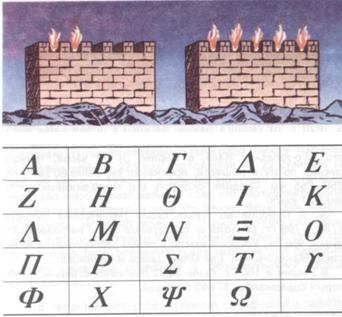 Α Β Γ Δ Ε
Ζ Η Θ Ι Κ
Λ Μ Ν Ξ Ο
Π Ρ Σ Τ Υ
Φ Χ Ψ Ω